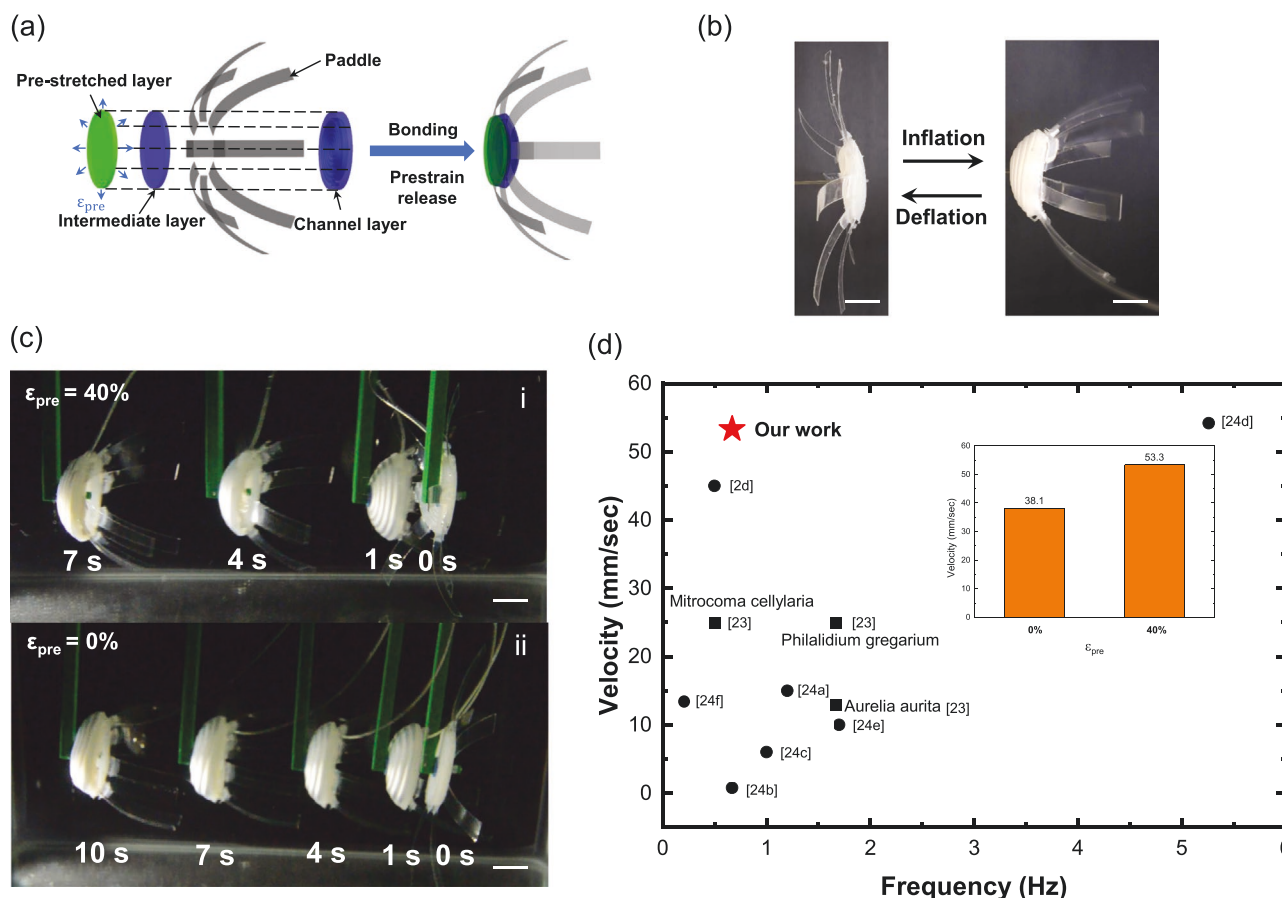 (a)
Pre-stretched layer
Paddle
ε_pre
Intermediate layer
Channel layer
Bonding
Prestrain
release
(b)
Inflation
Deflation
(c)
ε_pre = 40%
i
7 s
4 s
1 s
0 s
ε_pre = 0%
ii
10 s
7 s
4 s
1 s
0 s
(d)
Velocity (mm/sec)
60
50
40
30
20
10
0
0
1
2
3
4
5
6
Frequency (Hz)
Our work
[24d]
[2d]
Mitrocoma cellylaria
[23]
[23]
Philalidium gregarium
[24f]
[24a]
Aurelia aurita [23]
[24e]
[24c]
[24b]
Velocity (mm/sec)
60
50
40
30
20
10
0
38.1
53.3
0%
40%
ε_pre